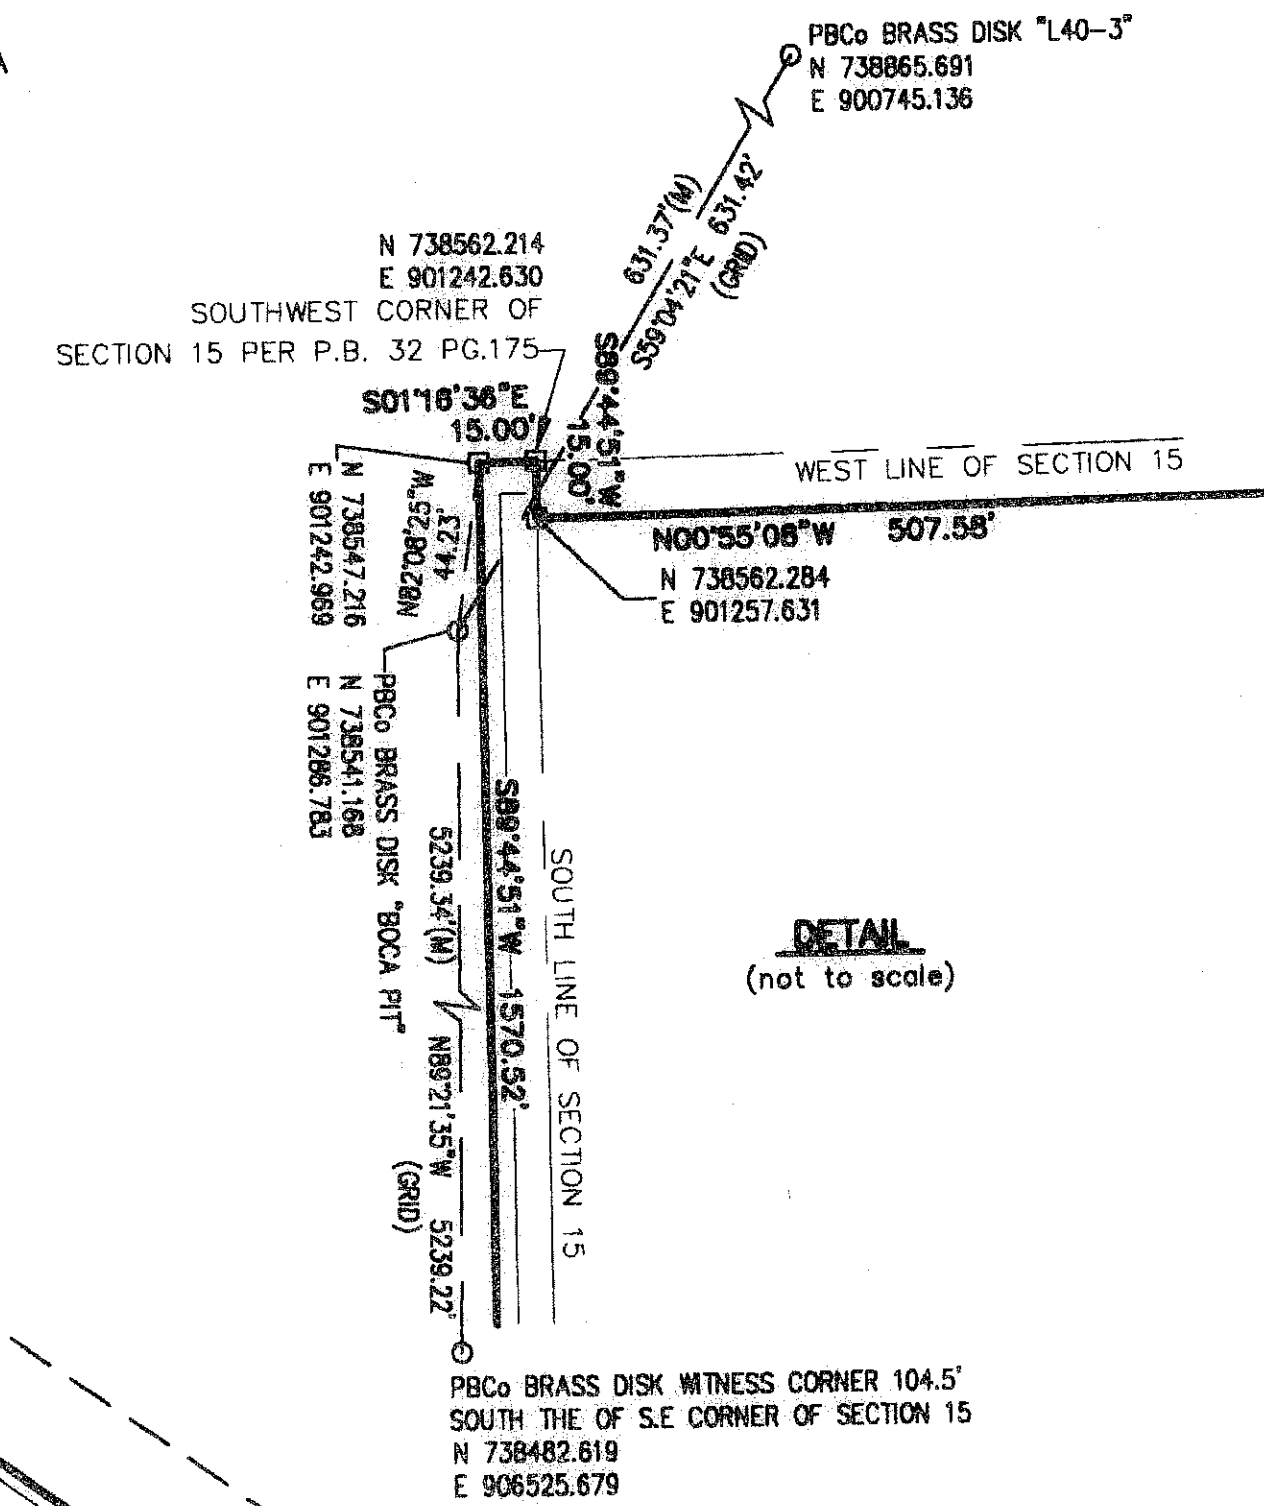 PBCo BRASS DISK "L40-3"
N 738865.691
E 900745.136
631.37'(M)
S59°04'21"E 631.42'
(GRID)
N 738562.214
E 901242.630
SOUTHWEST CORNER OF
SECTION 15 PER P.B. 32 PG.175
S01°16'36"E
15.00'
S89°44'51"W
15.00'
WEST LINE OF SECTION 15
N00°55'08"W 507.58'
N 738562.284
E 901257.631
N 738547.216
E 901242.969
N82°08'25"W
44.23'
PBCo BRASS DISK "BOCA PIT"
N 738541.168
E 901286.783
S89°44'51"W 1570.52'
5239.34'(M)
N89°21'35"W 5239.22'
(GRID)
SOUTH LINE OF SECTION 15
DETAIL
(not to scale)
PBCo BRASS DISK WITNESS CORNER 104.5'
SOUTH THE OF S.E CORNER OF SECTION 15
N 738482.619
E 906525.679